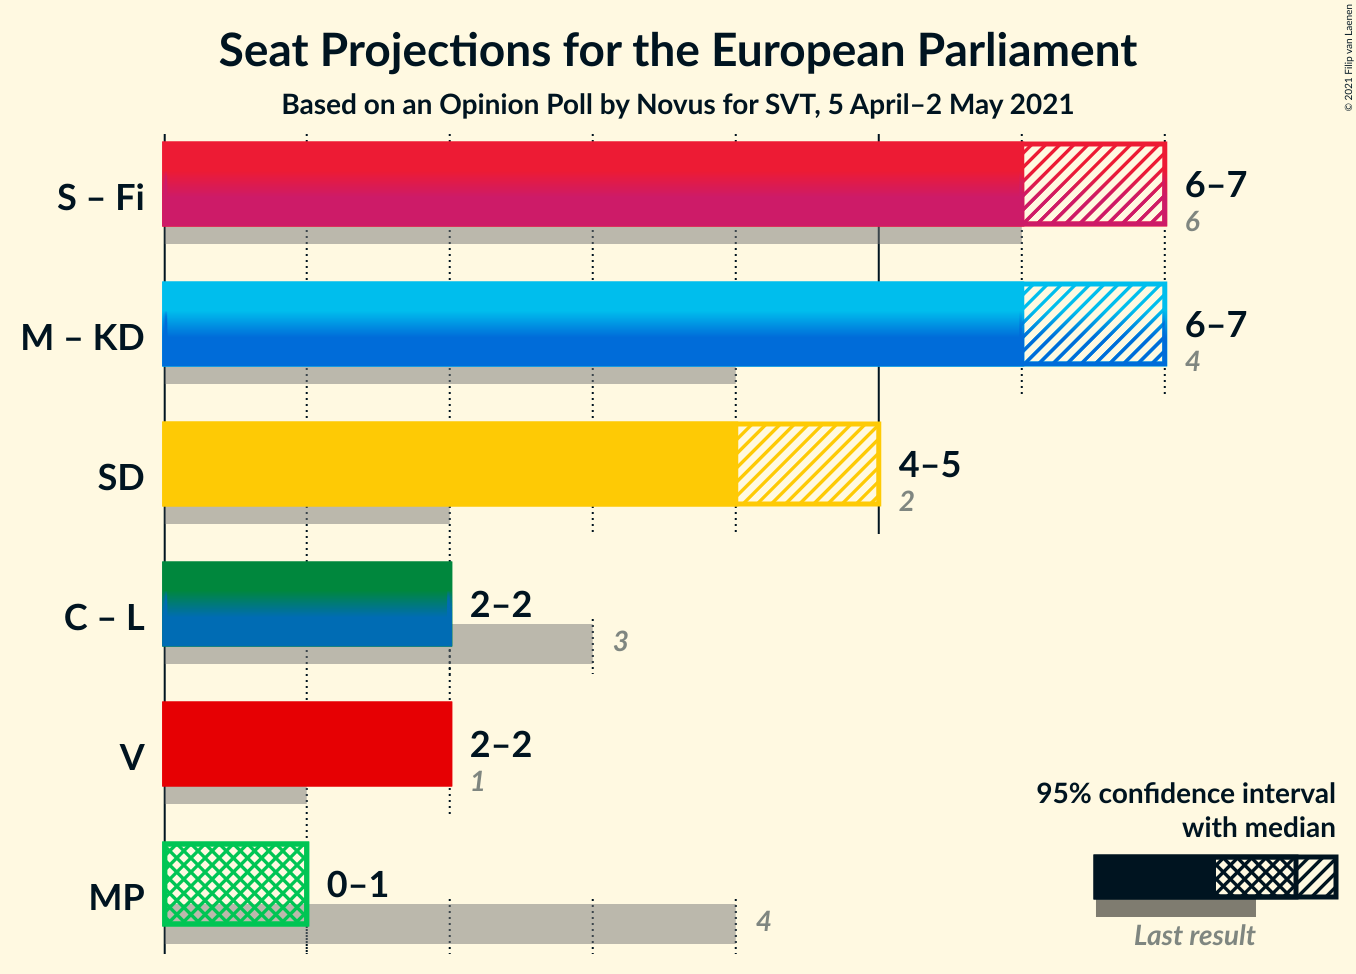 Seat Projections for the European Parliament
Based on an Opinion Poll by Novus for SVT, 5 April–2 May 2021
© 2021 Filip van Laenen
S – Fi
6–7
6
M – KD
6–7
4
SD
4–5
2
C – L
2–2
3
V
2–2
1
MP
0–1
4
95% confidence interval
with median
Last result